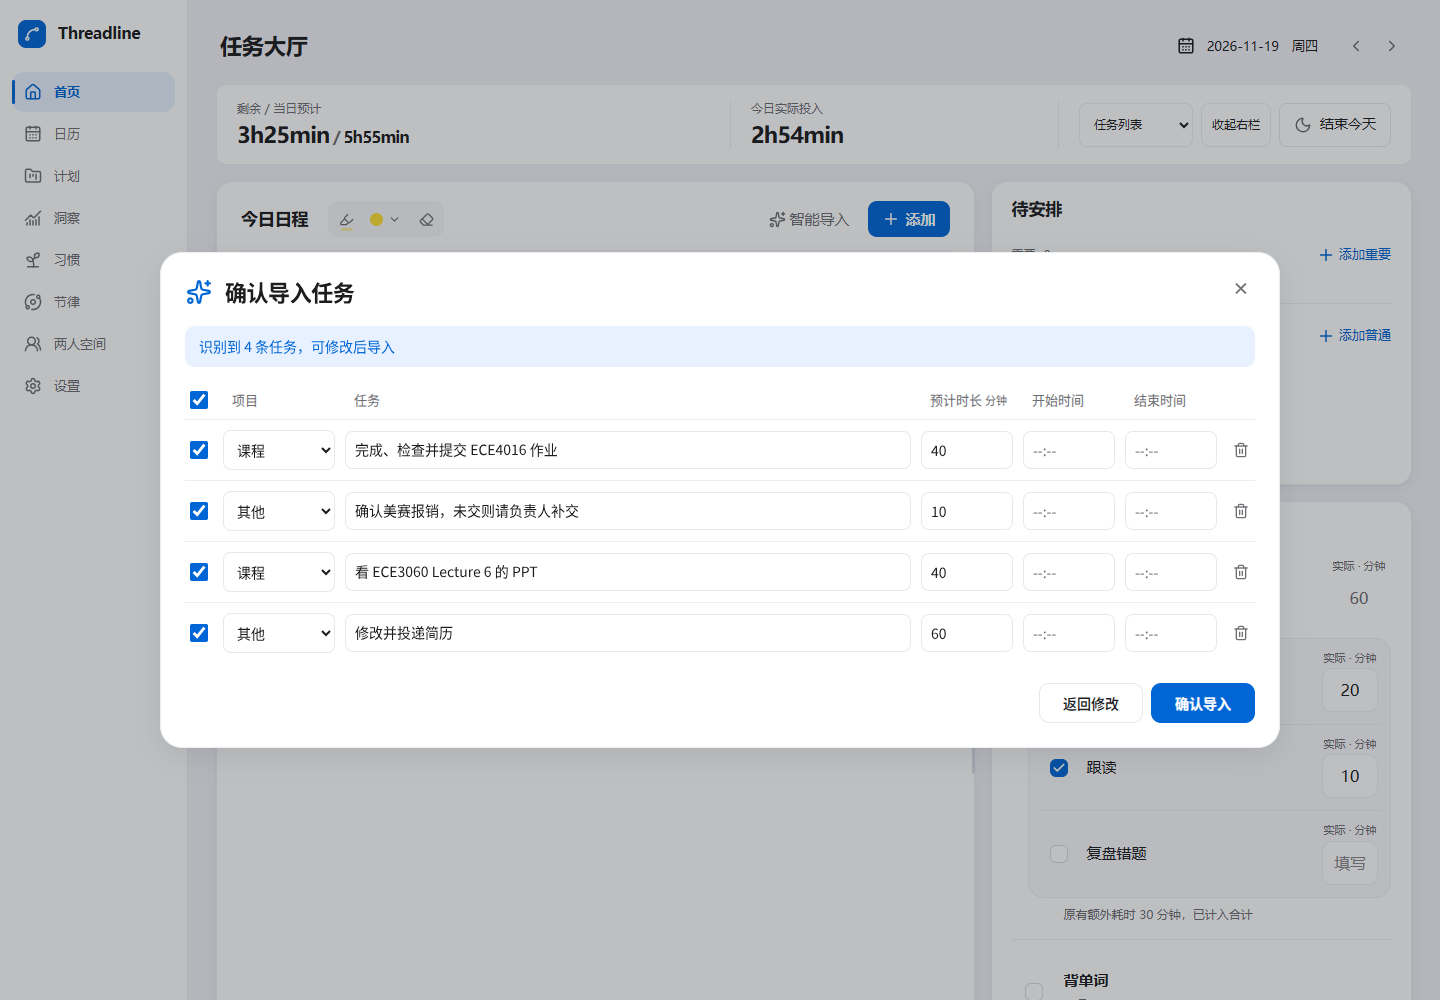 Threadline
首页
日历
计划
洞察
习惯
节律
两人空间
设置
任务大厅
2026-11-19 周四
剩余 / 当日预计
3h25min / 5h55min
今日实际投入
2h54min
任务列表
收起右栏
结束今天
今日日程
智能导入
添加
待安排
添加重要
添加普通
确认导入任务
识别到 4 条任务，可修改后导入
项目 任务 预计时长 分钟 开始时间 结束时间
课程 完成、检查并提交 ECE4016 作业 40 --:-- --:--
其他 确认美赛报销，未交则请负责人补交 10 --:-- --:--
课程 看 ECE3060 Lecture 6 的 PPT 40 --:-- --:--
其他 修改并投递简历 60 --:-- --:--
返回修改
确认导入
实际 · 分钟
60
实际 · 分钟
20
实际 · 分钟
跟读 10
实际 · 分钟
复盘错题 填写
原有额外耗时 30 分钟，已计入合计
背单词